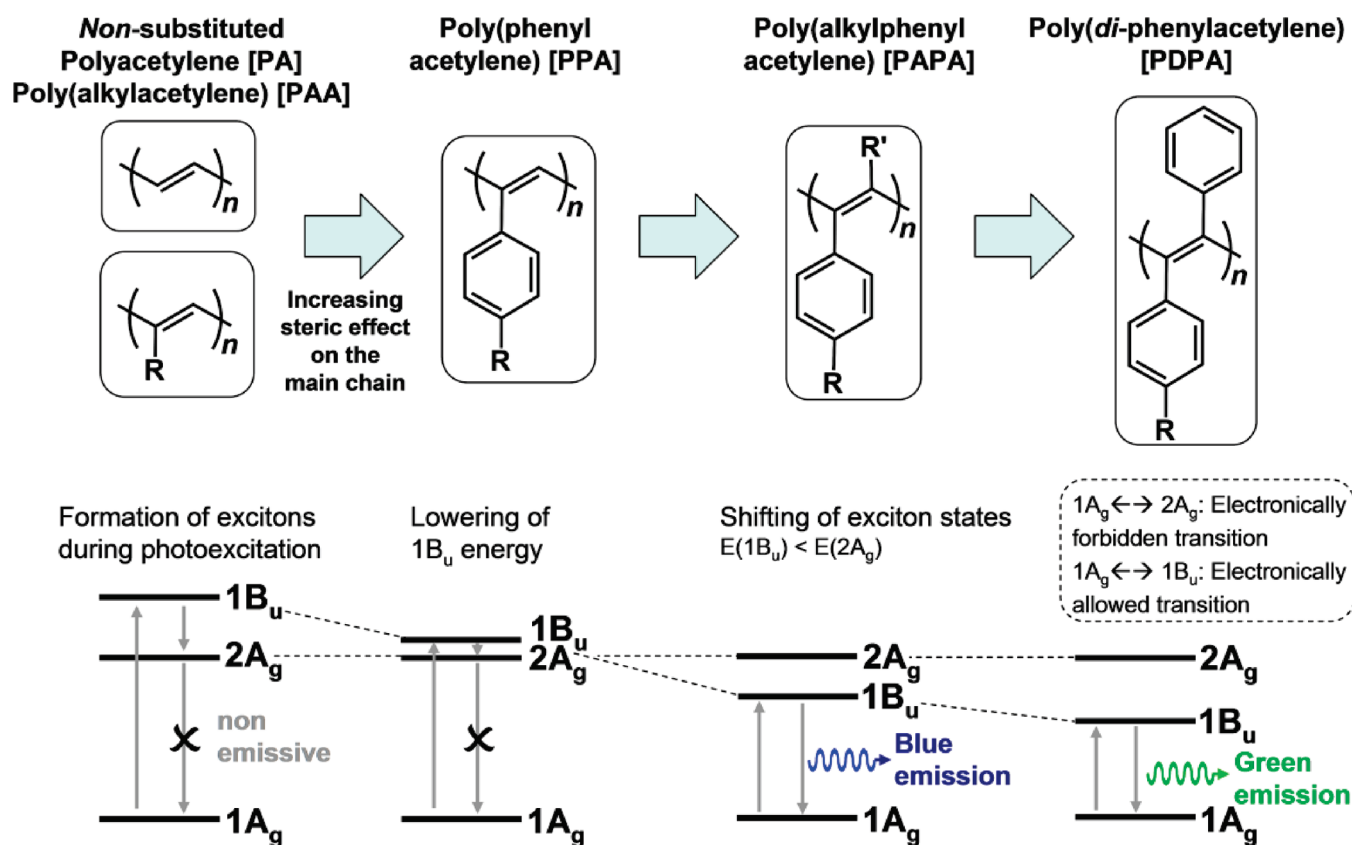 Non-substituted
Polyacetylene [PA]
Poly(alkylacetylene) [PAA]
Poly(phenyl
acetylene) [PPA]
Poly(alkylphenyl
acetylene) [PAPA]
Poly(di-phenylacetylene)
[PDPA]
n
R
n
Increasing
steric effect
on the
main chain
n
R
R'
n
R
n
R
Formation of excitons
during photoexcitation
Lowering of
1Bu energy
Shifting of exciton states
E(1Bu) < E(2Ag)
1Ag←→ 2Ag: Electronically
forbidden transition
1Ag←→ 1Bu: Electronically
allowed transition
1Bu
2Ag
non
emissive
1Ag
1Bu
2Ag
1Ag
2Ag
1Bu
Blue
emission
1Ag
2Ag
1Bu
Green
emission
1Ag